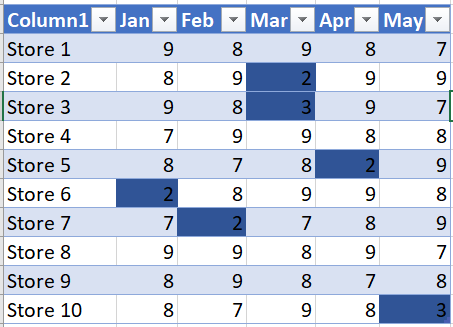 Column1 Jan Feb Mar Apr May
Store 1 9 8 9 8 7
Store 2 8 9 2 9 9
Store 3 9 8 3 9 7
Store 4 7 9 9 8 8
Store 5 8 7 8 2 9
Store 6 2 8 9 9 8
Store 7 7 2 7 8 9
Store 8 9 9 8 9 7
Store 9 8 9 8 7 8
Store 10 8 7 9 8 3